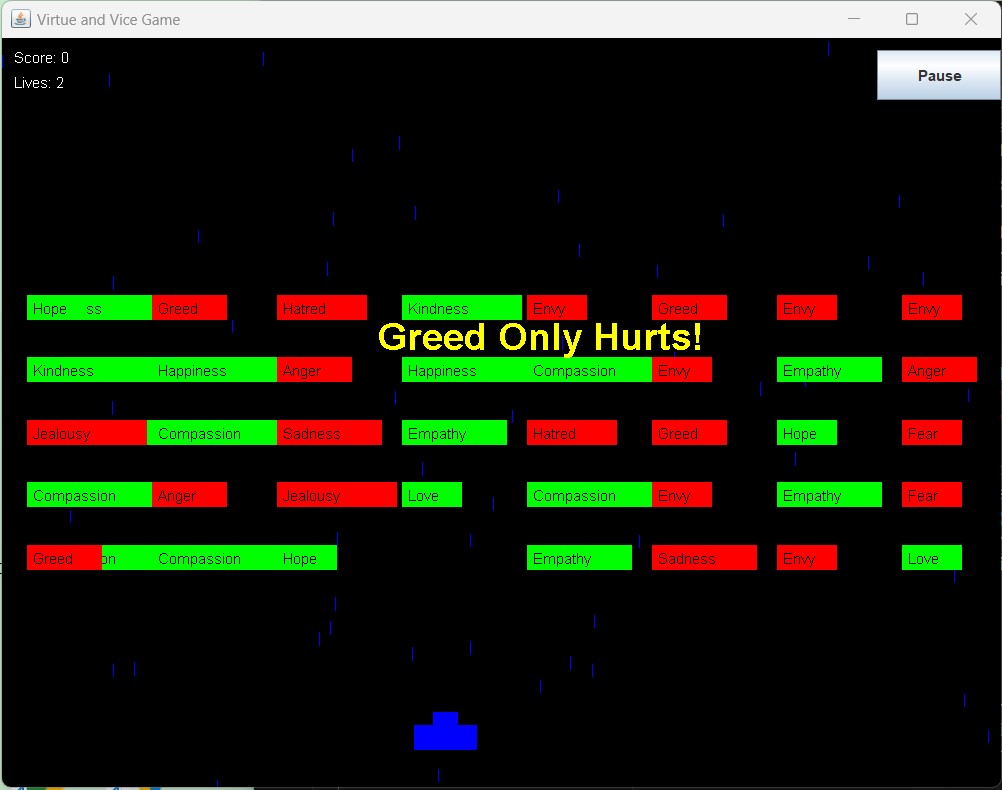 Virtue and Vice Game
Score: 0
Lives: 2
Pause
Hope ss Greed Hatred Kindness Envy Greed Envy Envy
Greed Only Hurts!
Kindness Happiness Anger Happiness Compassion Envy Empathy Anger
Jealousy Compassion Sadness Empathy Hatred Greed Hope Fear
Compassion Anger Jealousy Love Compassion Envy Empathy Fear
Greed on Compassion Hope Empathy Sadness Envy Love